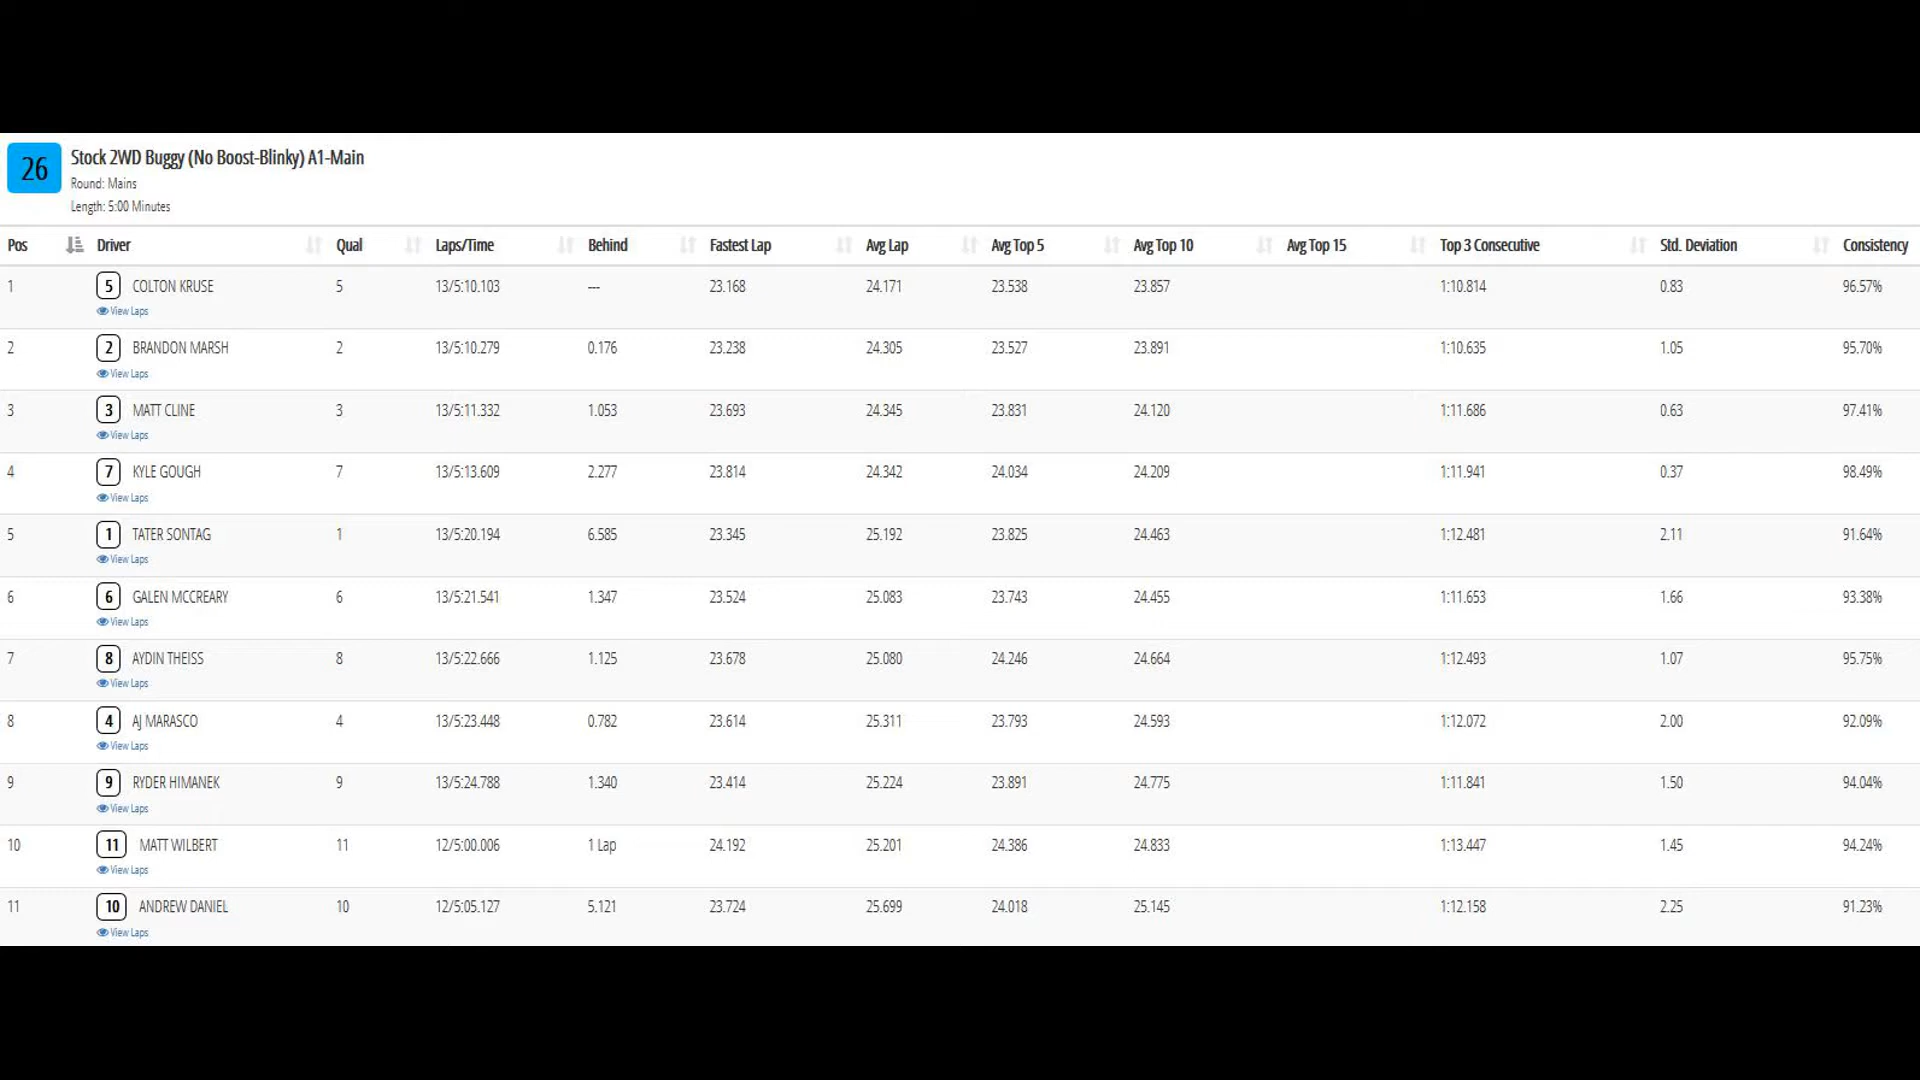 26
Stock 2WD Buggy (No Boost-Blinky) A1-Main
Round: Mains
Length: 5:00 Minutes
Pos Driver Qual Laps/Time Behind Fastest Lap Avg Lap Avg Top 5 Avg Top 10 Avg Top 15 Top 3 Consecutive Std. Deviation Consistency
1 5 COLTON KRUSE 5 13/5:10.103 --- 23.168 24.171 23.538 23.857 1:10.814 0.83 96.57%
View Laps
2 2 BRANDON MARSH 2 13/5:10.279 0.176 23.238 24.305 23.527 23.891 1:10.635 1.05 95.70%
View Laps
3 3 MATT CLINE 3 13/5:11.332 1.053 23.693 24.345 23.831 24.120 1:11.686 0.63 97.41%
View Laps
4 7 KYLE GOUGH 7 13/5:13.609 2.277 23.814 24.342 24.034 24.209 1:11.941 0.37 98.49%
View Laps
5 1 TATER SONTAG 1 13/5:20.194 6.585 23.345 25.192 23.825 24.463 1:12.481 2.11 91.64%
View Laps
6 6 GALEN MCCREARY 6 13/5:21.541 1.347 23.524 25.083 23.743 24.455 1:11.653 1.66 93.38%
View Laps
7 8 AYDIN THEISS 8 13/5:22.666 1.125 23.678 25.080 24.246 24.664 1:12.493 1.07 95.75%
View Laps
8 4 AJ MARASCO 4 13/5:23.448 0.782 23.614 25.311 23.793 24.593 1:12.072 2.00 92.09%
View Laps
9 9 RYDER HIMANEK 9 13/5:24.788 1.340 23.414 25.224 23.891 24.775 1:11.841 1.50 94.04%
View Laps
10 11 MATT WILBERT 11 12/5:00.006 1 Lap 24.192 25.201 24.386 24.833 1:13.447 1.45 94.24%
View Laps
11 10 ANDREW DANIEL 10 12/5:05.127 5.121 23.724 25.699 24.018 25.145 1:12.158 2.25 91.23%
View Laps